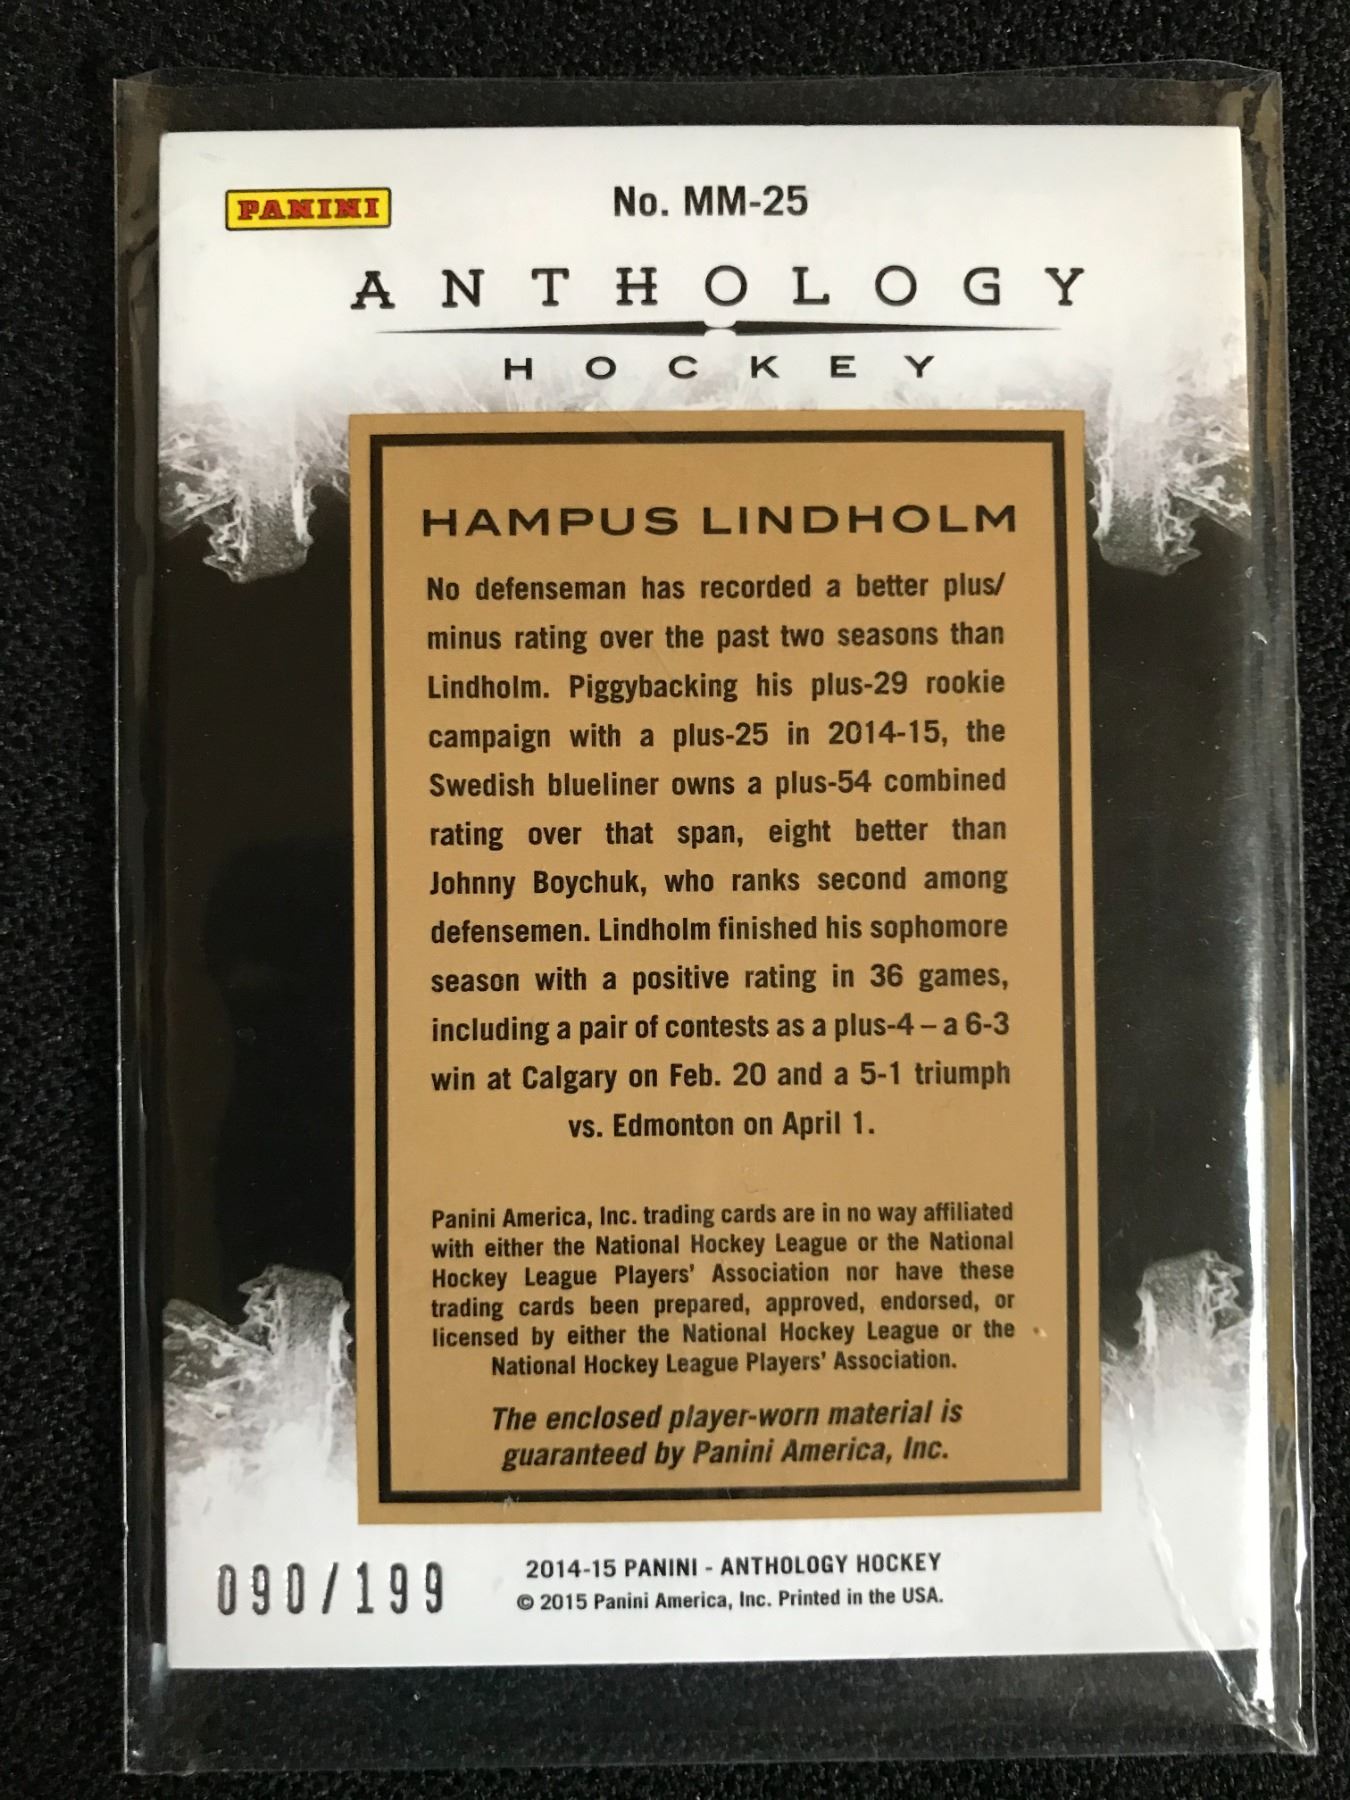 PANINI
No. MM-25
ANTHOLOGY
HOCKEY
HAMPUS LINDHOLM
No defenseman has recorded a better plus/
minus rating over the past two seasons than
Lindholm. Piggybacking his plus-29 rookie
campaign with a plus-25 in 2014-15, the
Swedish blueliner owns a plus-54 combined
rating over that span, eight better than
Johnny Boychuk, who ranks second among
defensemen. Lindholm finished his sophomore
season with a positive rating in 36 games,
including a pair of contests as a plus-4 – a 6-3
win at Calgary on Feb. 20 and a 5-1 triumph
vs. Edmonton on April 1.
Panini America, Inc. trading cards are in no way affiliated
with either the National Hockey League or the National
Hockey League Players' Association nor have these
trading cards been prepared, approved, endorsed, or
licensed by either the National Hockey League or the
National Hockey League Players' Association.
The enclosed player-worn material is
guaranteed by Panini America, Inc.
090/199
2014-15 PANINI - ANTHOLOGY HOCKEY
© 2015 Panini America, Inc. Printed in the USA.